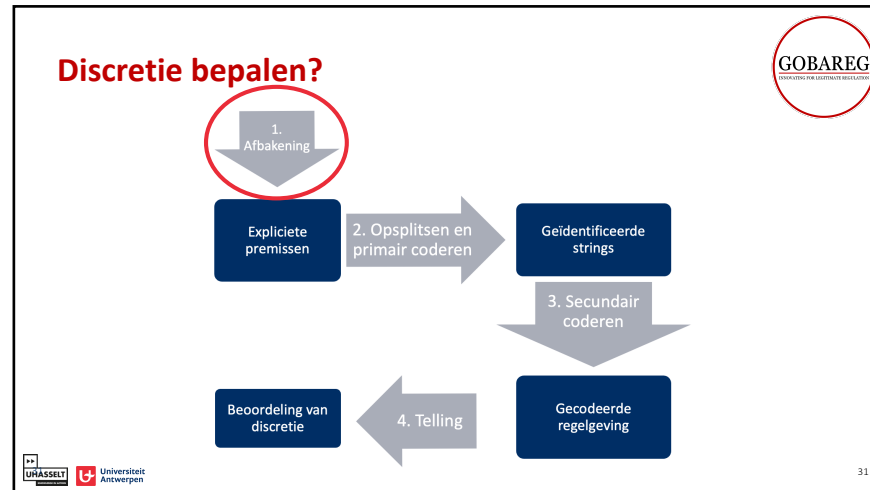 Discretie bepalen?
GOBAREG
INNOVATING FOR LEGITIMATE REGULATION
1.
Afbakening
Expliciete
premissen
2. Opsplitsen en
primair coderen
Geïdentificeerde
strings
3. Secundair
coderen
Beoordeling van
discretie
4. Telling
Gecodeerde
regelgeving
UHASSELT
Universiteit
Antwerpen
31